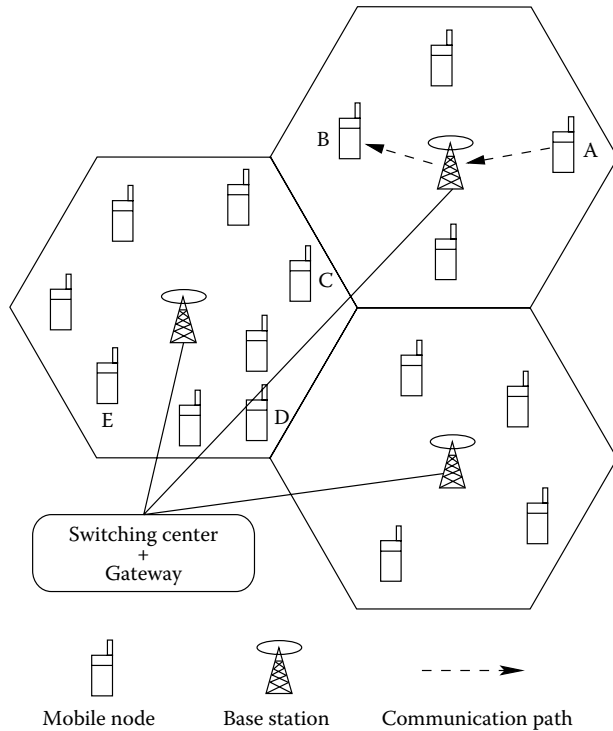 B
A
C
E
D
Switching center
+
Gateway
Mobile node
Base station
Communication path